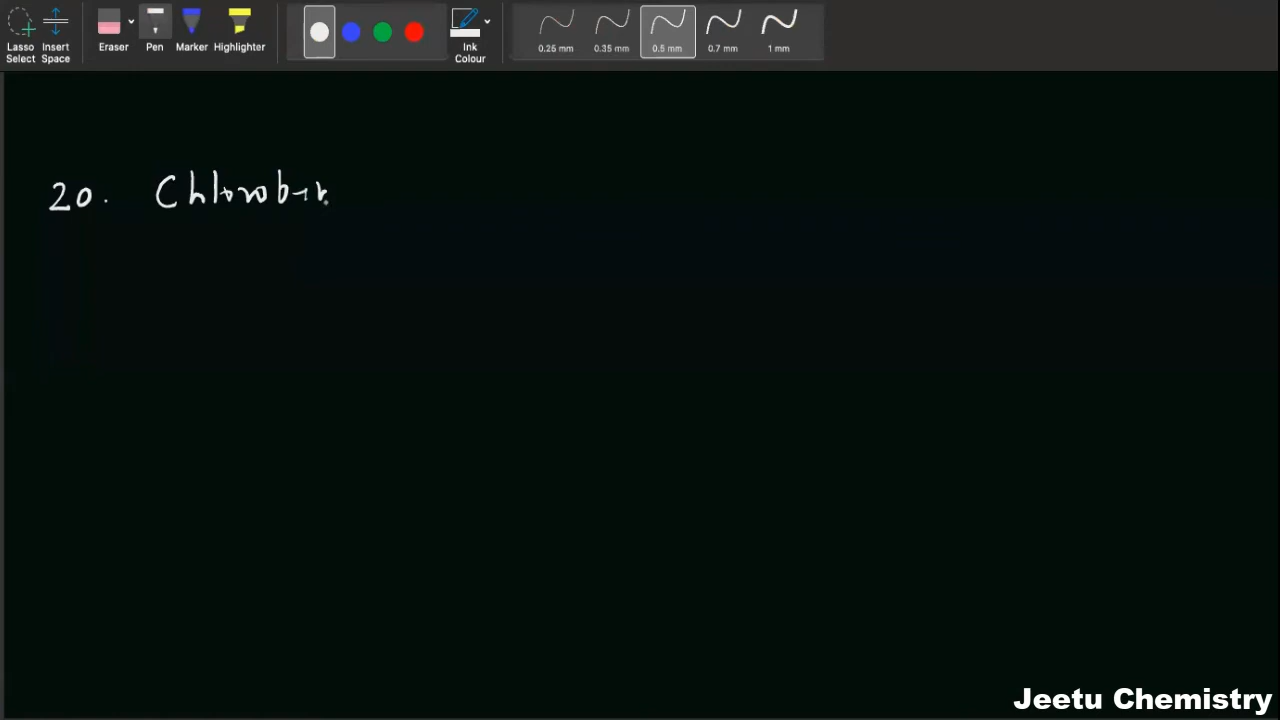 Lasso Select
Insert Space
Eraser
Pen
Marker
Highlighter
Ink Colour
0.25 mm
0.35 mm
0.5 mm
0.7 mm
1 mm
20. Chloroben
Jeetu Chemistry